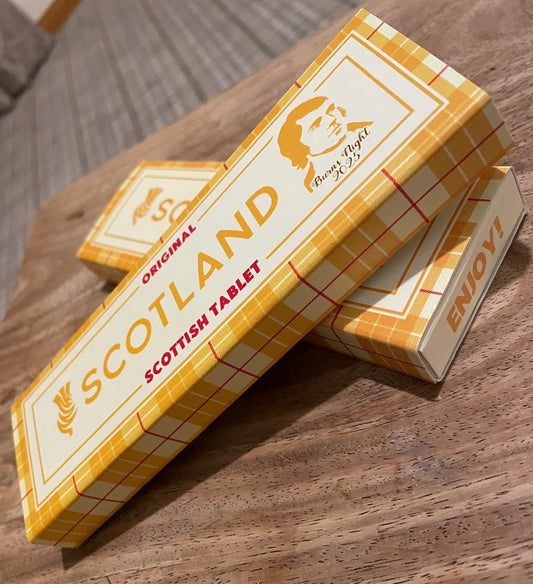 ORIGINAL
SCOTLAND
SCOTTISH TABLET
Burns Night
2025
SC
ENJOY!